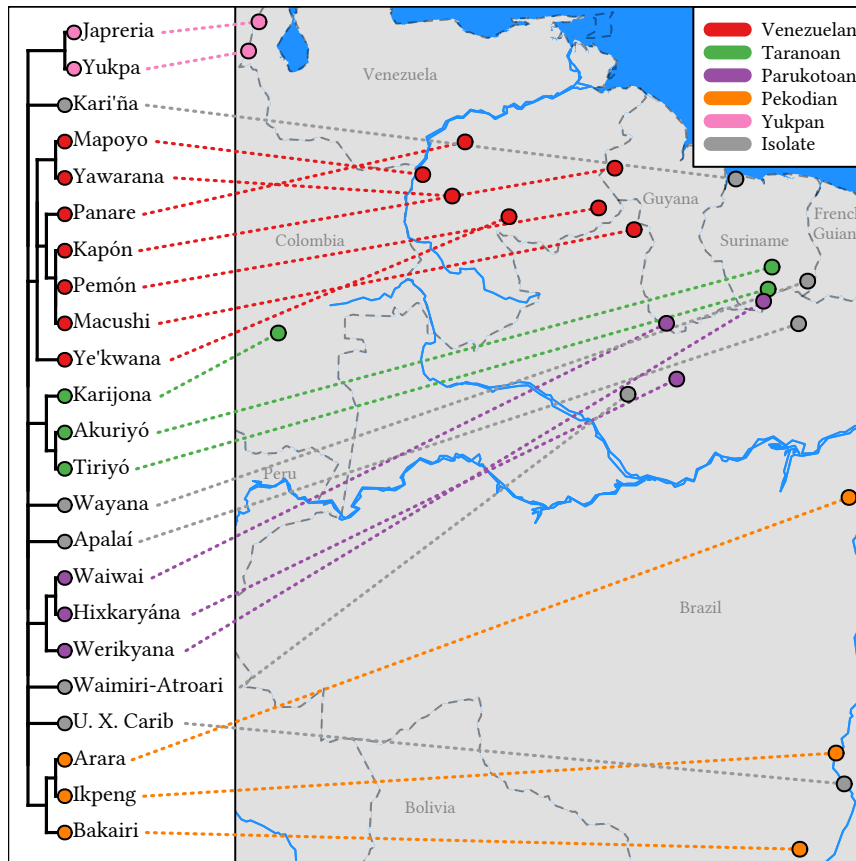 Japreria
Yukpa
Kari'ña
Mapoyo
Yawarana
Panare
Kapón
Pemón
Macushi
Ye'kwana
Karijona
Akuriyó
Tiriyó
Wayana
Apalaí
Waiwai
Hixkaryána
Werikyana
Waimiri-Atroari
U. X. Carib
Arara
Ikpeng
Bakairi
Venezuela
Colombia
Guyana
Suriname
French
Guian
Peru
Brazil
Bolivia
Venezuelan
Taranoan
Parukotoan
Pekodian
Yukpan
Isolate